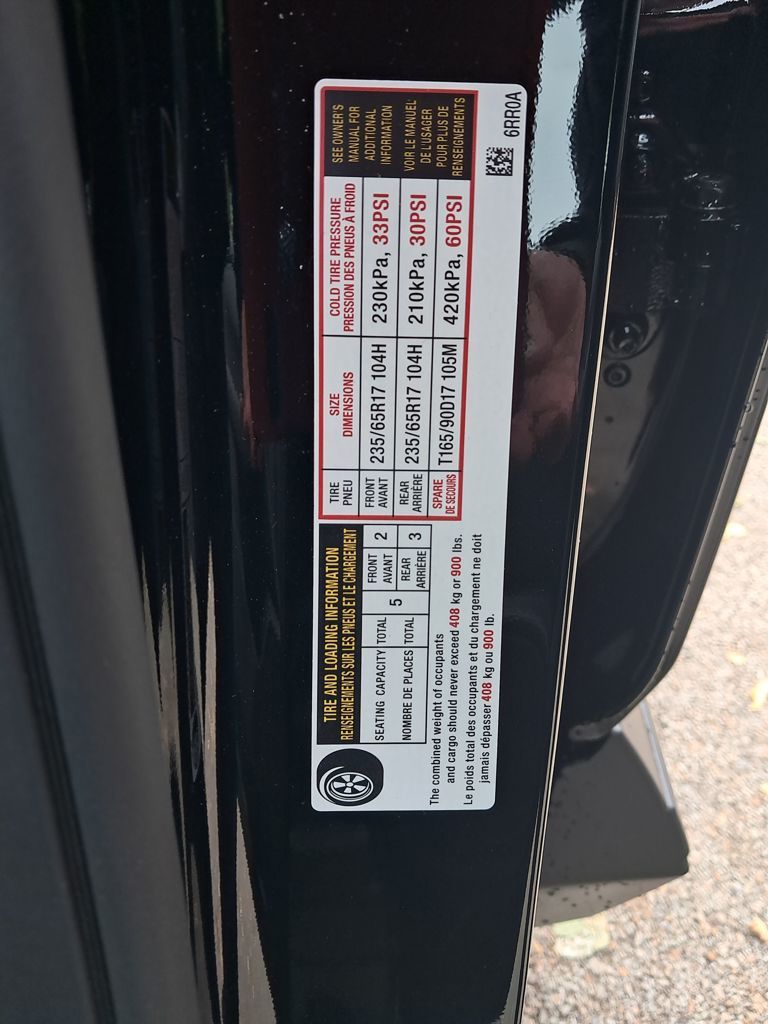 TIRE AND LOADING INFORMATION
RENSEIGNEMENTS SUR LES PNEUS ET LE CHARGEMENT
SEATING CAPACITY TOTAL 5 FRONT AVANT 2
NOMBRE DE PLACES TOTAL REAR ARRIÈRE 3
The combined weight of occupants
and cargo should never exceed 408 kg or 900 lbs.
Le poids total des occupants et du chargement ne doit
jamais dépasser 408 kg ou 900 lb.
TIRE PNEU SIZE DIMENSIONS COLD TIRE PRESSURE PRESSION DES PNEUS À FROID
FRONT AVANT 235/65R17 104H 230kPa, 33PSI
REAR ARRIÈRE 235/65R17 104H 210kPa, 30PSI
SPARE DE SECOURS T165/90D17 105M 420kPa, 60PSI
SEE OWNER'S
MANUAL FOR
ADDITIONAL
INFORMATION
VOIR LE MANUEL
DE L'USAGER
POUR PLUS DE
RENSEIGNEMENTS
6RR0A